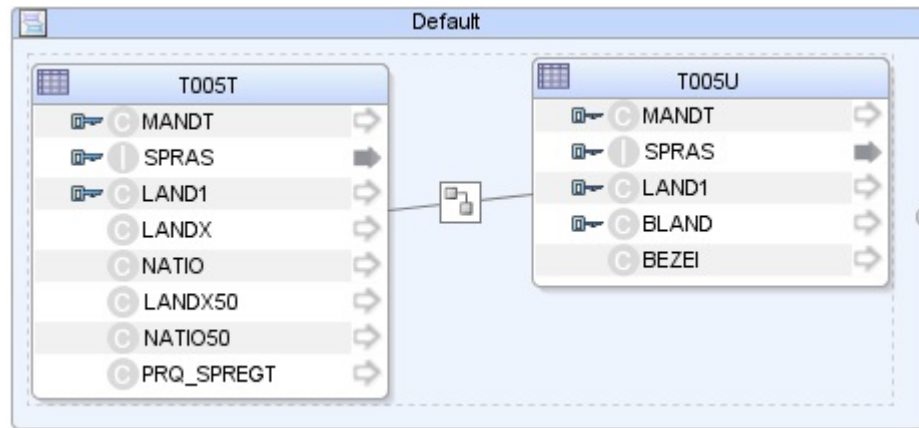 Default
T005T
MANDT
SPRAS
LAND1
LANDX
NATIO
LANDX50
NATIO50
PRQ_SPREGT
T005U
MANDT
SPRAS
LAND1
BLAND
BEZEI